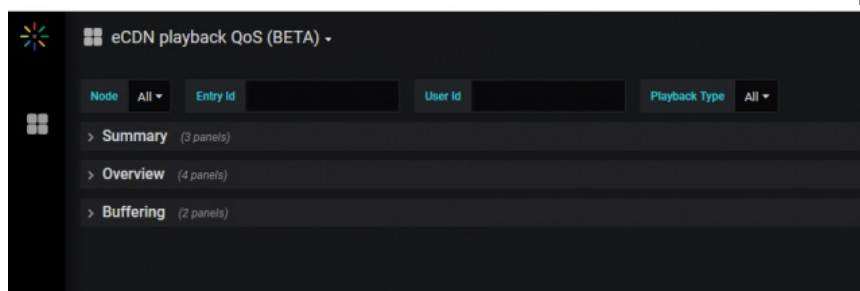 eCDN playback QoS (BETA)
Node All Entry Id User Id Playback Type All
Summary (3 panels)
Overview (4 panels)
Buffering (2 panels)